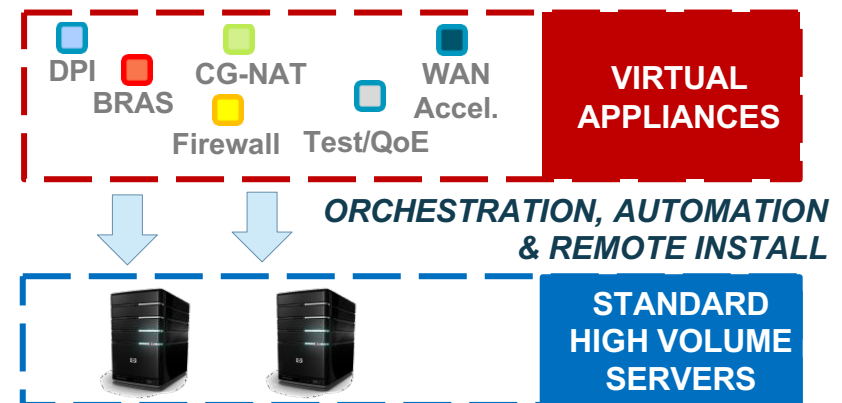 DPI
BRAS
CG-NAT
Firewall
Test/QoE
WAN
Accel.
VIRTUAL
APPLIANCES
ORCHESTRATION, AUTOMATION
& REMOTE INSTALL
STANDARD
HIGH VOLUME
SERVERS